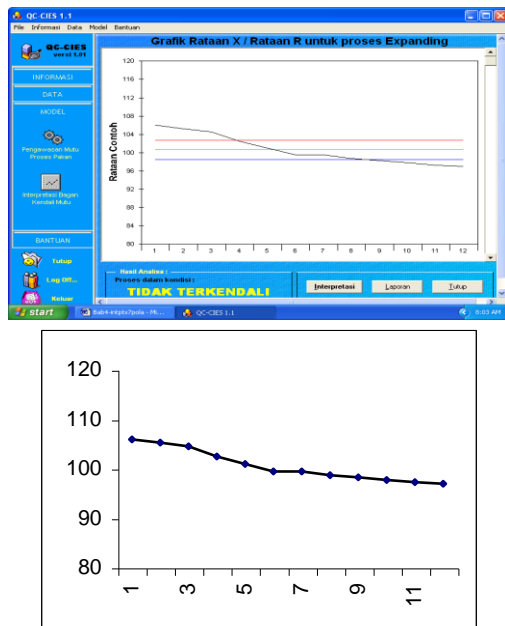 QC-CIES 1.1
File Informasi Data Model Bantuan
QC-CIES
versi 1.01
INFORMASI
DATA
MODEL
Pengawasan Mutu
Proses Pakan
Interpretasi Bagan
Kendali Mutu
BANTUAN
Tutup
Log Off...
Keluar
Grafik Rataan X / Rataan R untuk proses Expanding
Rataan Contoh
120
116
112
108
104
100
96
92
88
84
80
1 2 3 4 5 6 7 8 9 10 11 12
Hasil Analisa :
Proses dalam kondisi :
TIDAK TERKENDALI
Interpretasi Laporan Tutup
start
QC-CIES 1.1
6:03 AM
120
110
100
90
80
1 3 5 7 9 11